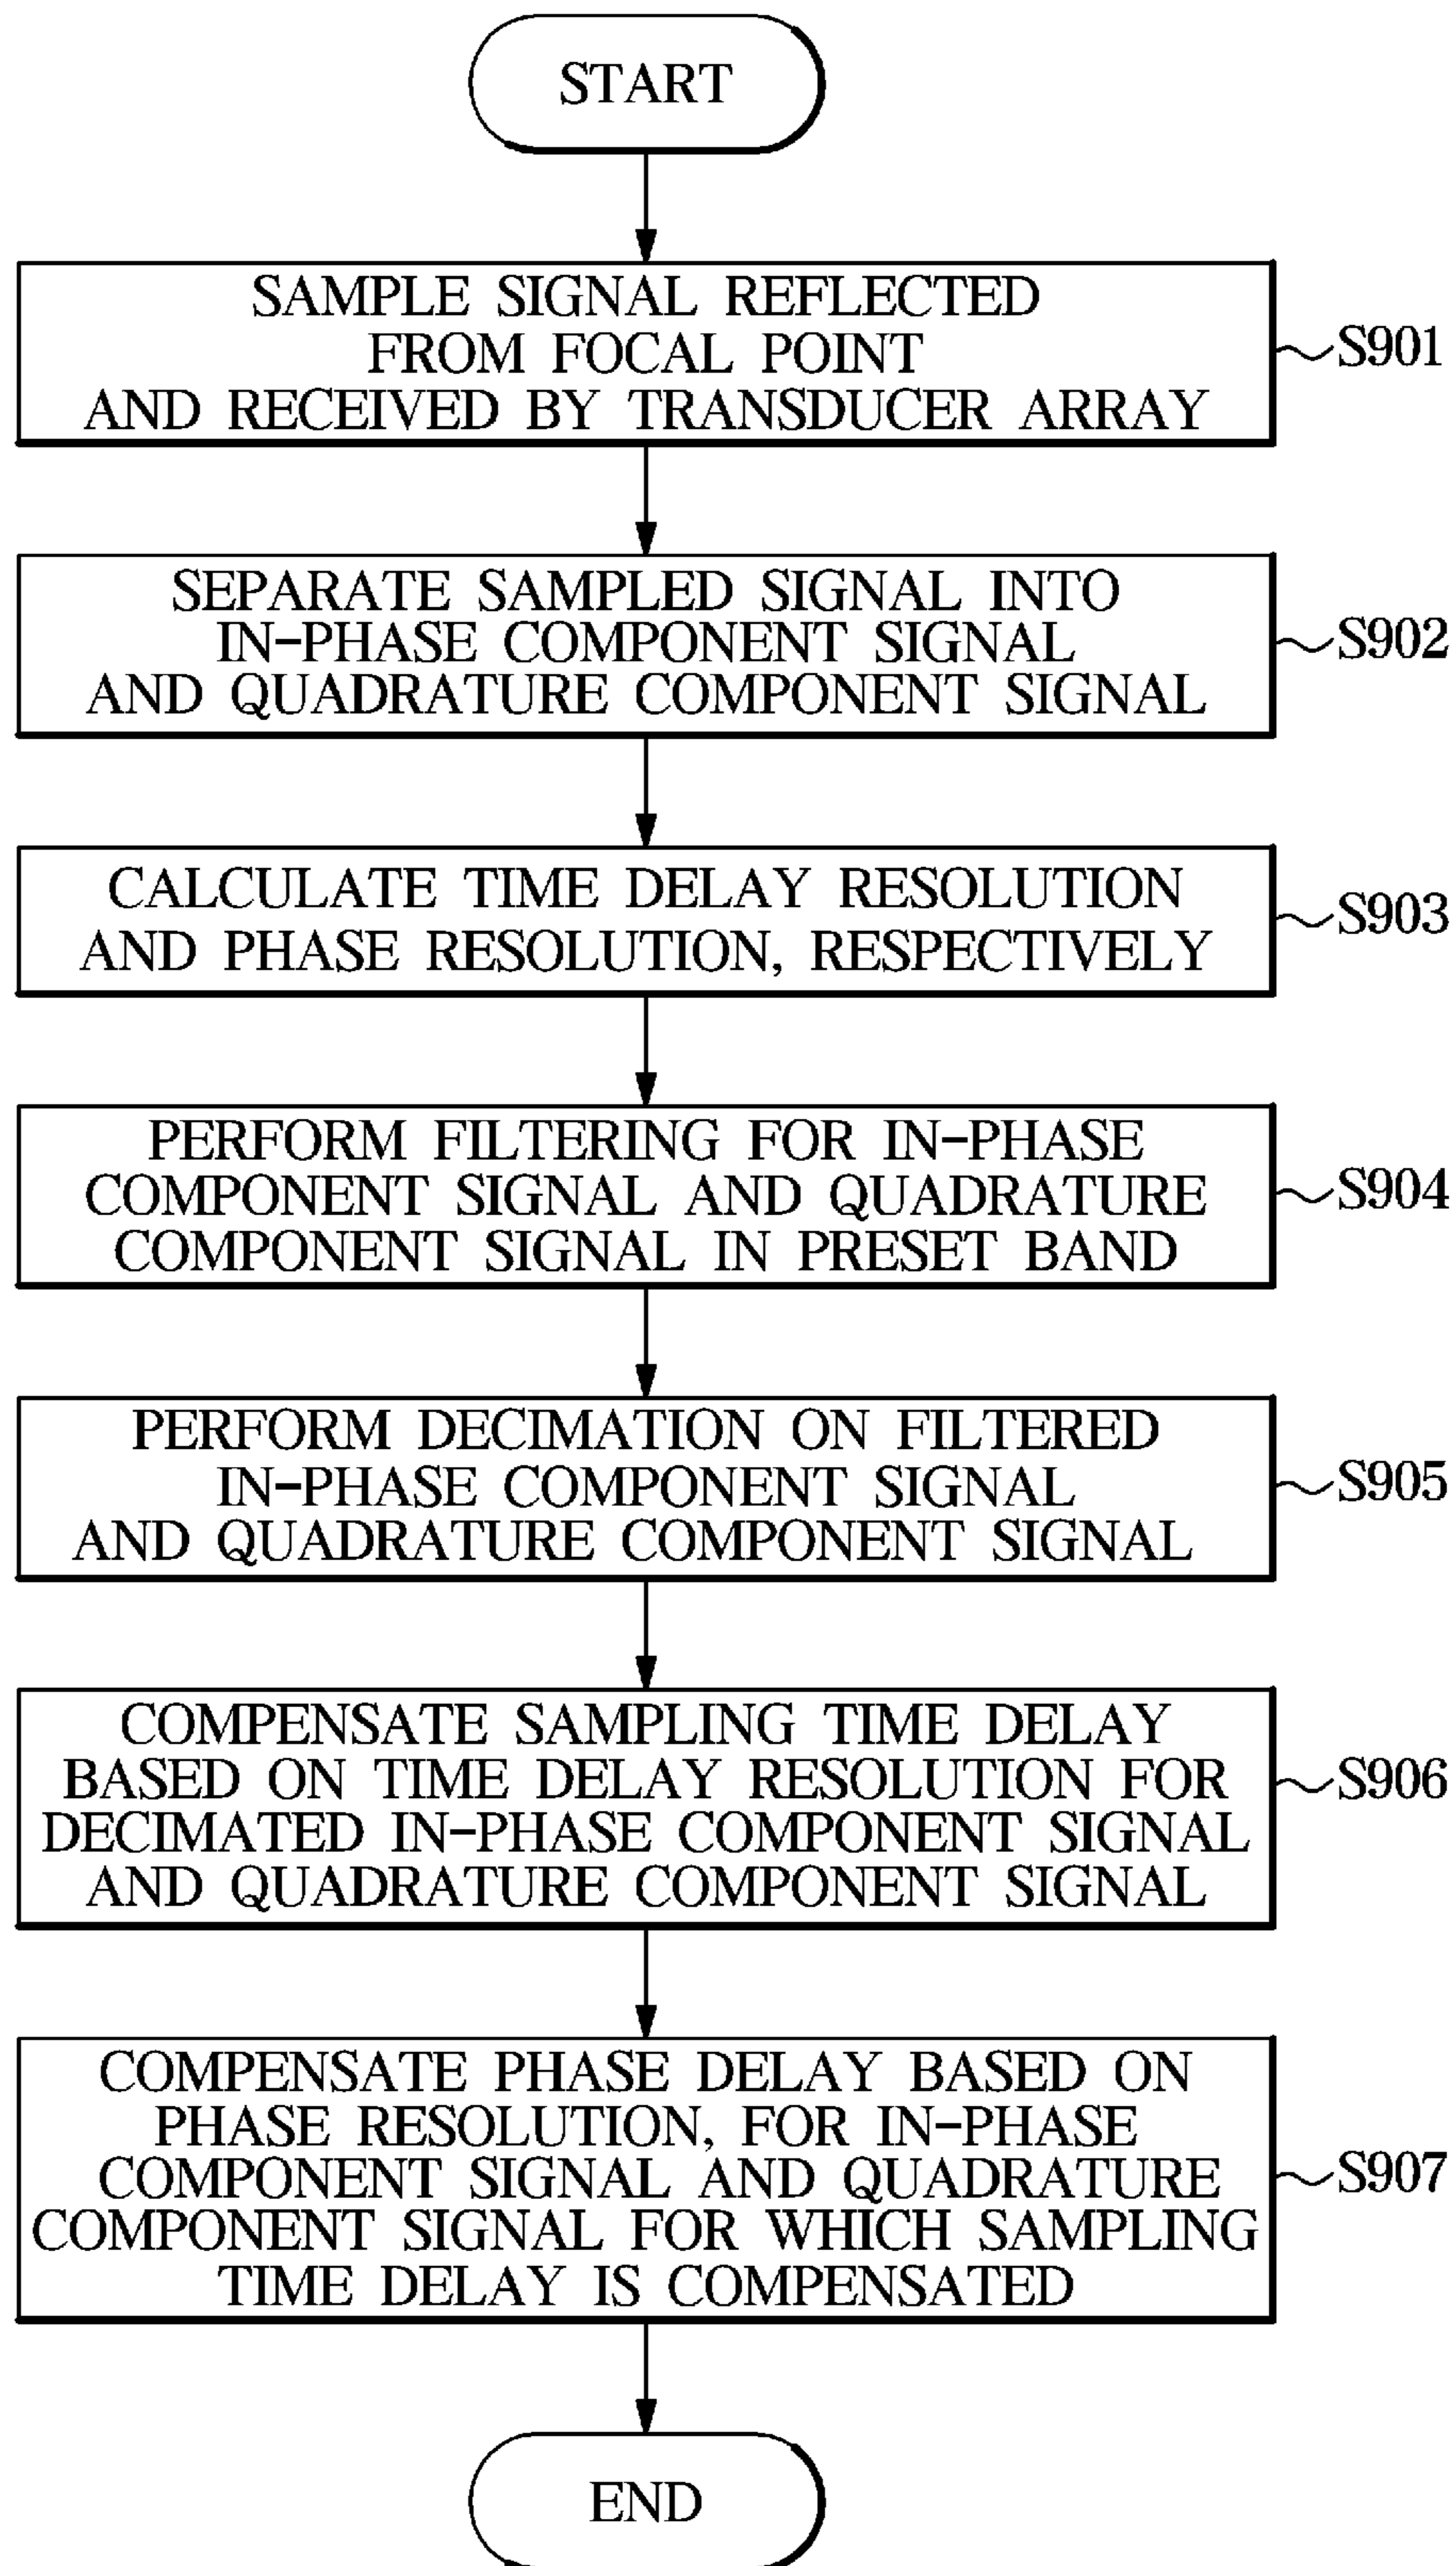 START
SAMPLE SIGNAL REFLECTED
FROM FOCAL POINT
AND RECEIVED BY TRANSDUCER ARRAY
S901
SEPARATE SAMPLED SIGNAL INTO
IN-PHASE COMPONENT SIGNAL
AND QUADRATURE COMPONENT SIGNAL
S902
CALCULATE TIME DELAY RESOLUTION
AND PHASE RESOLUTION, RESPECTIVELY
S903
PERFORM FILTERING FOR IN-PHASE
COMPONENT SIGNAL AND QUADRATURE
COMPONENT SIGNAL IN PRESET BAND
S904
PERFORM DECIMATION ON FILTERED
IN-PHASE COMPONENT SIGNAL
AND QUADRATURE COMPONENT SIGNAL
S905
COMPENSATE SAMPLING TIME DELAY
BASED ON TIME DELAY RESOLUTION FOR
DECIMATED IN-PHASE COMPONENT SIGNAL
AND QUADRATURE COMPONENT SIGNAL
S906
COMPENSATE PHASE DELAY BASED ON
PHASE RESOLUTION, FOR IN-PHASE
COMPONENT SIGNAL AND QUADRATURE
COMPONENT SIGNAL FOR WHICH SAMPLING
TIME DELAY IS COMPENSATED
S907
END